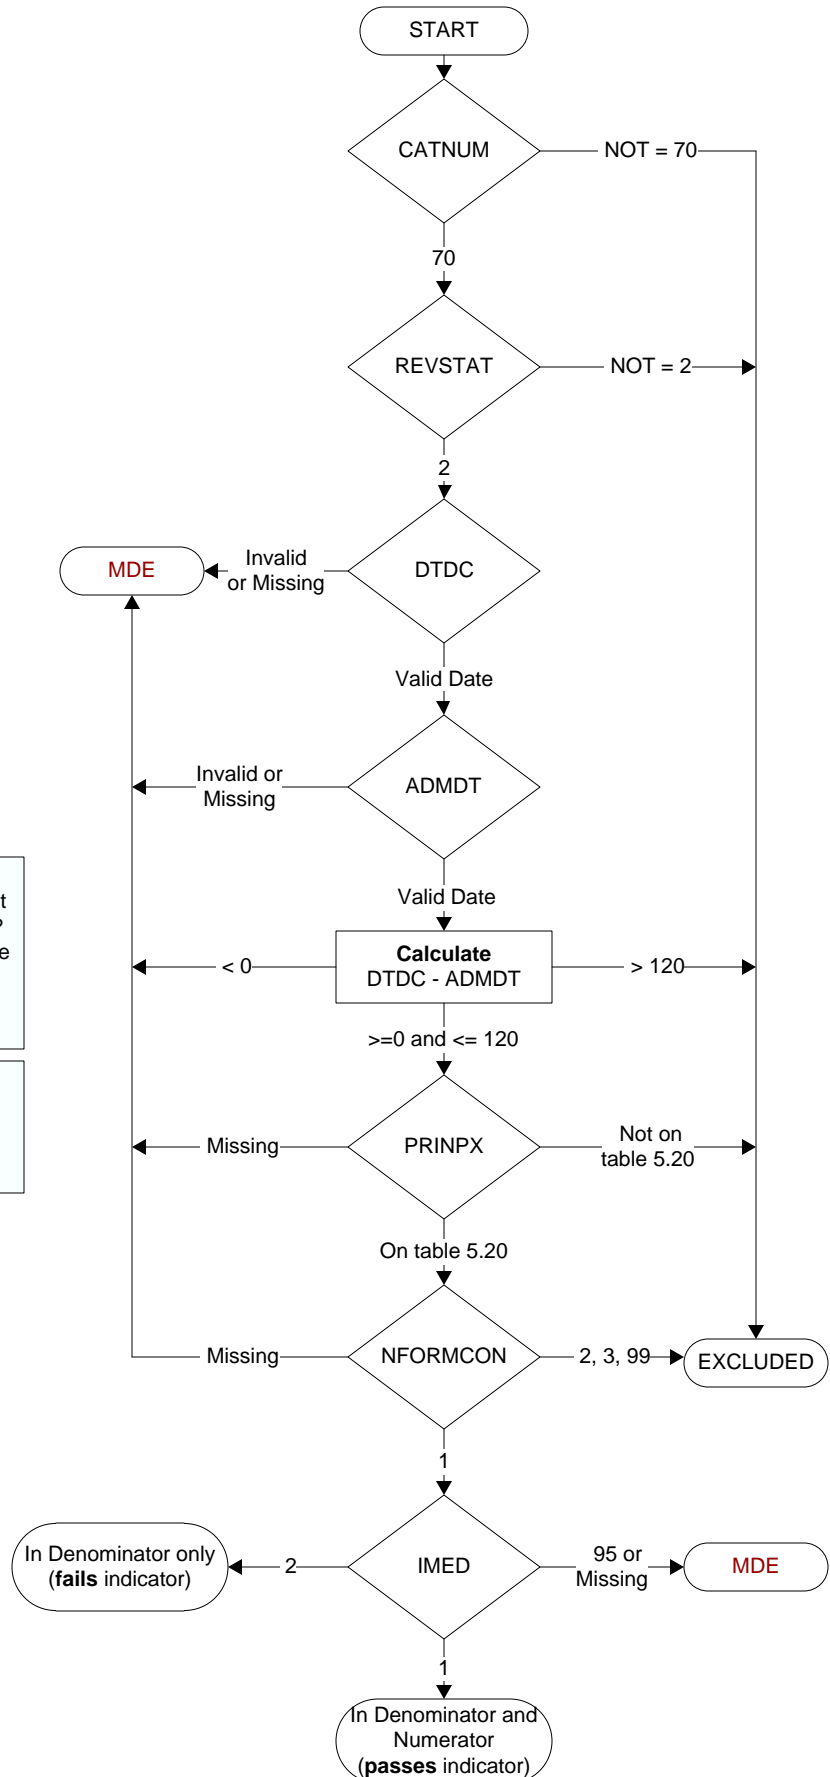 START
CATNUM
NOT = 70
70
REVSTAT
NOT = 2
2
MDE
Invalid
or Missing
DTDC
Valid Date
Invalid or
Missing
ADMDT
Valid Date
< 0
Calculate
DTDC - ADMDT
> 120
>=0 and <= 120
Missing
PRINPX
Not on
table 5.20
On table 5.20
Missing
NFORMCON
2, 3, 99
EXCLUDED
1
In Denominator only
(fails indicator)
2
IMED
95 or
Missing
MDE
1
In Denominator and
Numerator
(passes indicator)